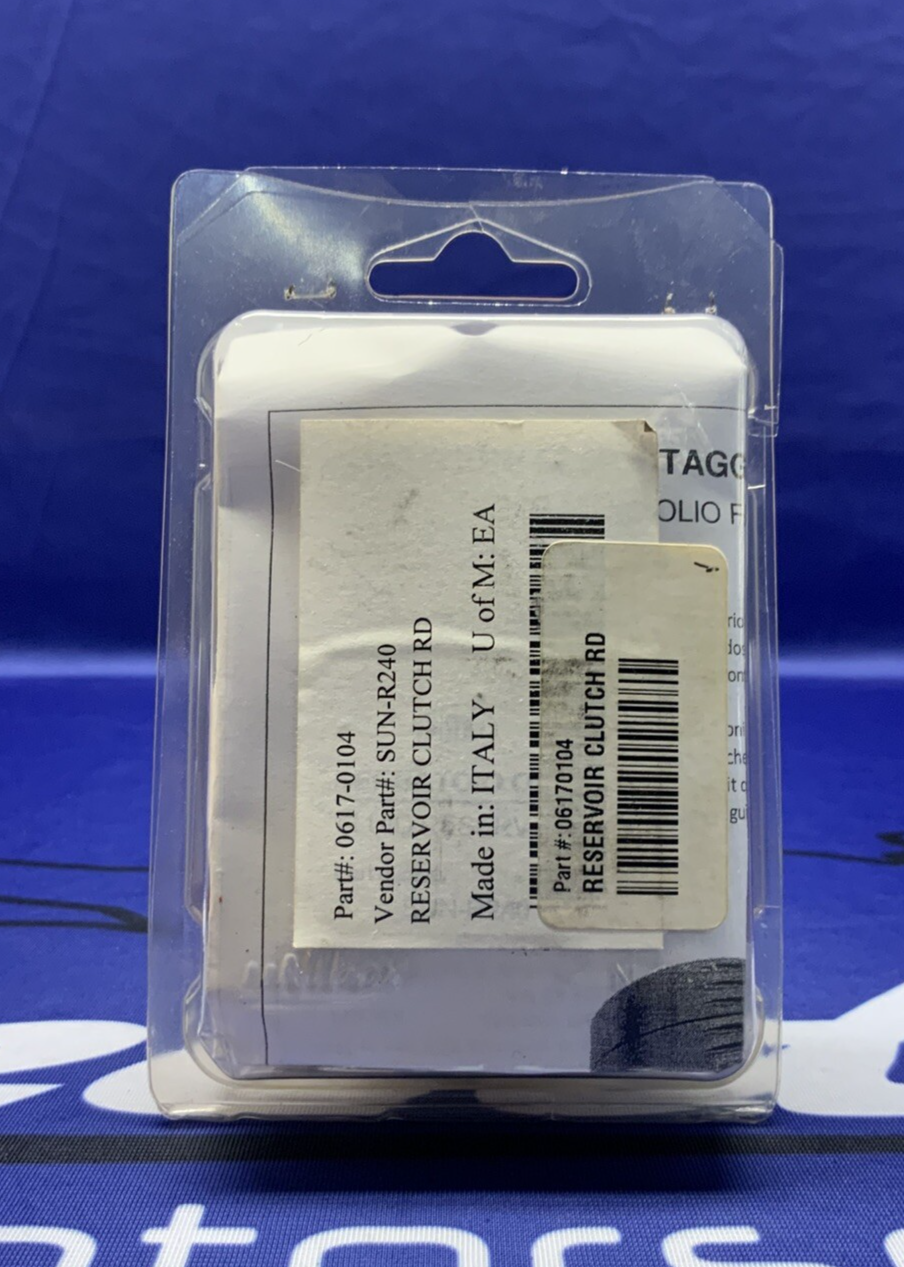 TAGG
OLIO F
Part#: 0617-0104
Vendor Part#: SUN-R240
RESERVOIR CLUTCH RD
Made in: ITALY U of M: EA
Part #: 06170104
RESERVOIR CLUTCH RD
otors